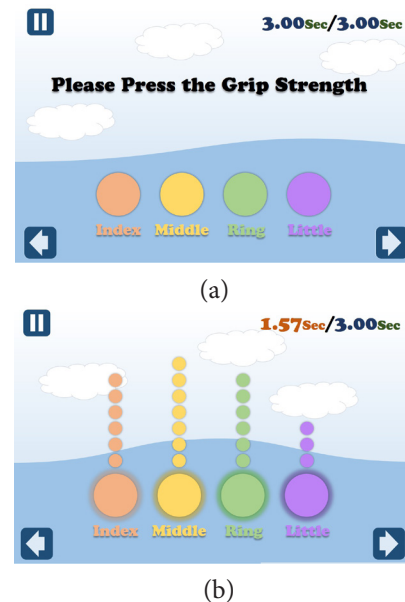 3.00Sec/3.00Sec
Please Press the Grip Strength
Index Middle Ring Little
(a)
1.57Sec/3.00Sec
Index Middle Ring Little
(b)